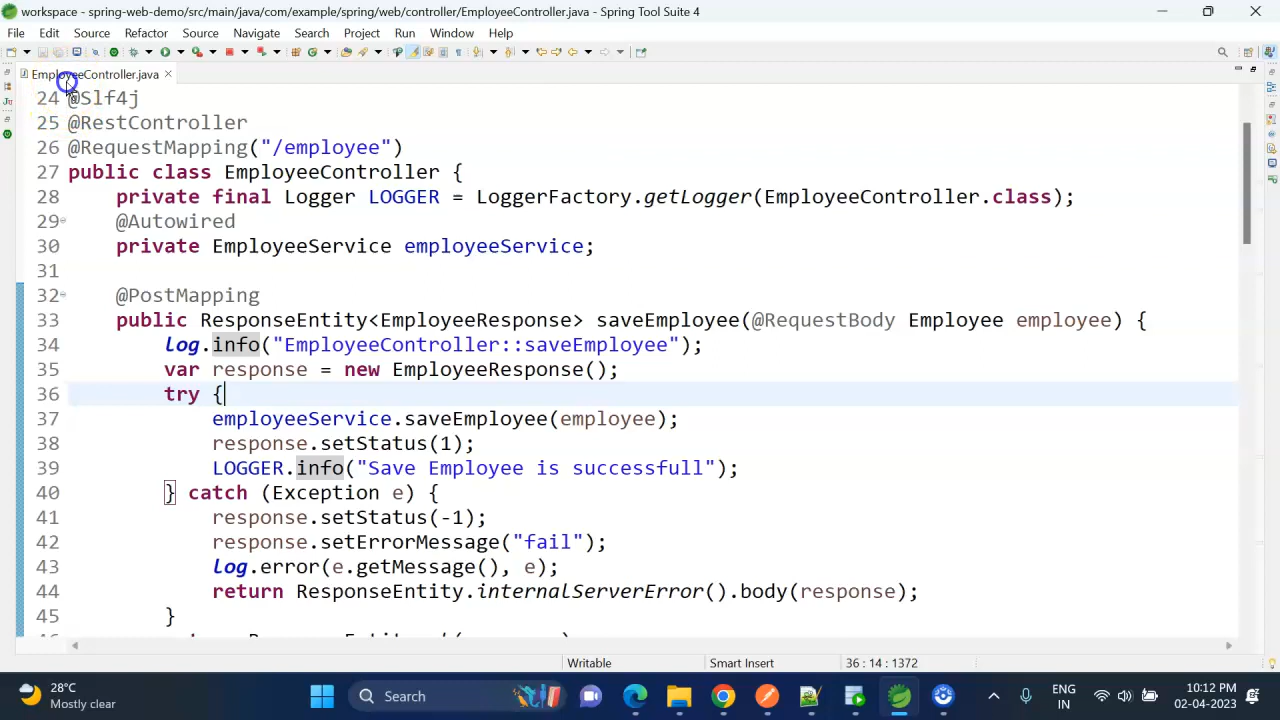 workspace - spring-web-demo/src/main/java/com/example/spring/web/controller/EmployeeController.java - Spring Tool Suite 4
File Edit Source Refactor Source Navigate Search Project Run Window Help
EmployeeController.java
24 @Slf4j
25 @RestController
26 @RequestMapping("/employee")
27 public class EmployeeController {
28 private final Logger LOGGER = LoggerFactory.getLogger(EmployeeController.class);
29 @Autowired
30 private EmployeeService employeeService;
31
32 @PostMapping
33 public ResponseEntity<EmployeeResponse> saveEmployee(@RequestBody Employee employee) {
34 log.info("EmployeeController::saveEmployee");
35 var response = new EmployeeResponse();
36 try {
37 employeeService.saveEmployee(employee);
38 response.setStatus(1);
39 LOGGER.info("Save Employee is successfull");
40 } catch (Exception e) {
41 response.setStatus(-1);
42 response.setErrorMessage("fail");
43 log.error(e.getMessage(), e);
44 return ResponseEntity.internalServerError().body(response);
45 }
Writable Smart Insert 36 : 14 : 1372
28°C
Mostly clear
Search
ENG
IN
10:12 PM
02-04-2023